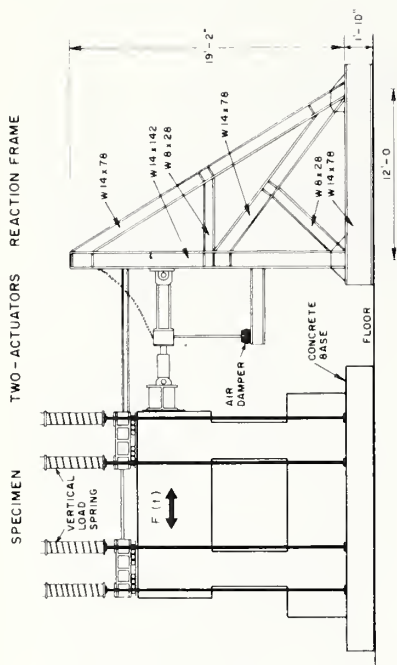 SPECIMEN
TWO-ACTUATORS
REACTION FRAME
VERTICAL
LOAD
SPRING
F (t)
AIR
DAMPER
CONCRETE
BASE
FLOOR
W 14 x 78
W 14 x 142
W 8 x 28
W 14 x 78
W 8 x 28
W 14 x 78
19'-2"
1'-10"
12'-0